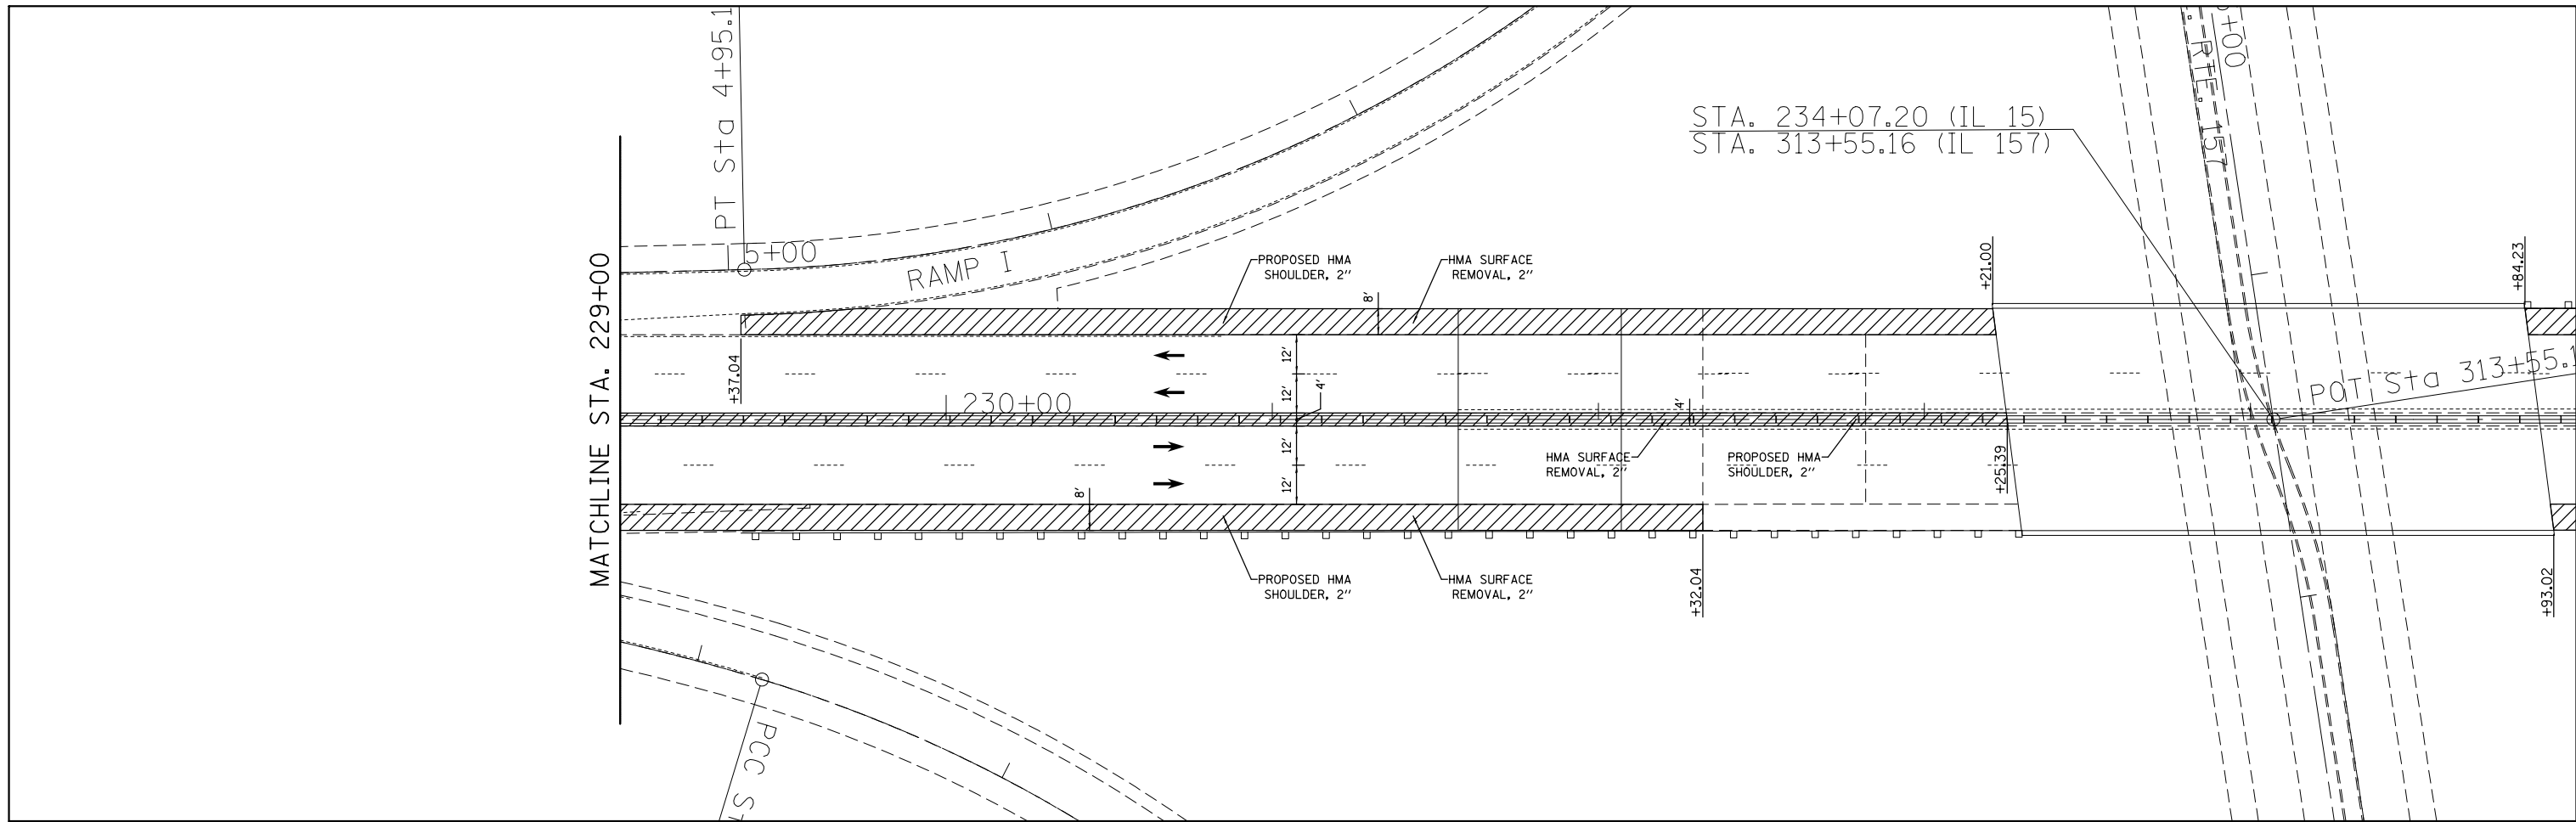 PT Sta 4+95.1
5+00
RAMP I
MATCHLINE STA. 229+00
+37.04
230+00
PROPOSED HMA
SHOULDER, 2"
HMA SURFACE
REMOVAL, 2"
8'
12'
12'
4'
12'
12'
8'
STA. 234+07.20 (IL 15)
STA. 313+55.16 (IL 157)
RTE. 157
+00
+21.00
+84.23
POT Sta 313+55.1
4'
HMA SURFACE
REMOVAL, 2"
PROPOSED HMA
SHOULDER, 2"
+25.39
PROPOSED HMA
SHOULDER, 2"
HMA SURFACE
REMOVAL, 2"
+32.04
+93.02
PCC